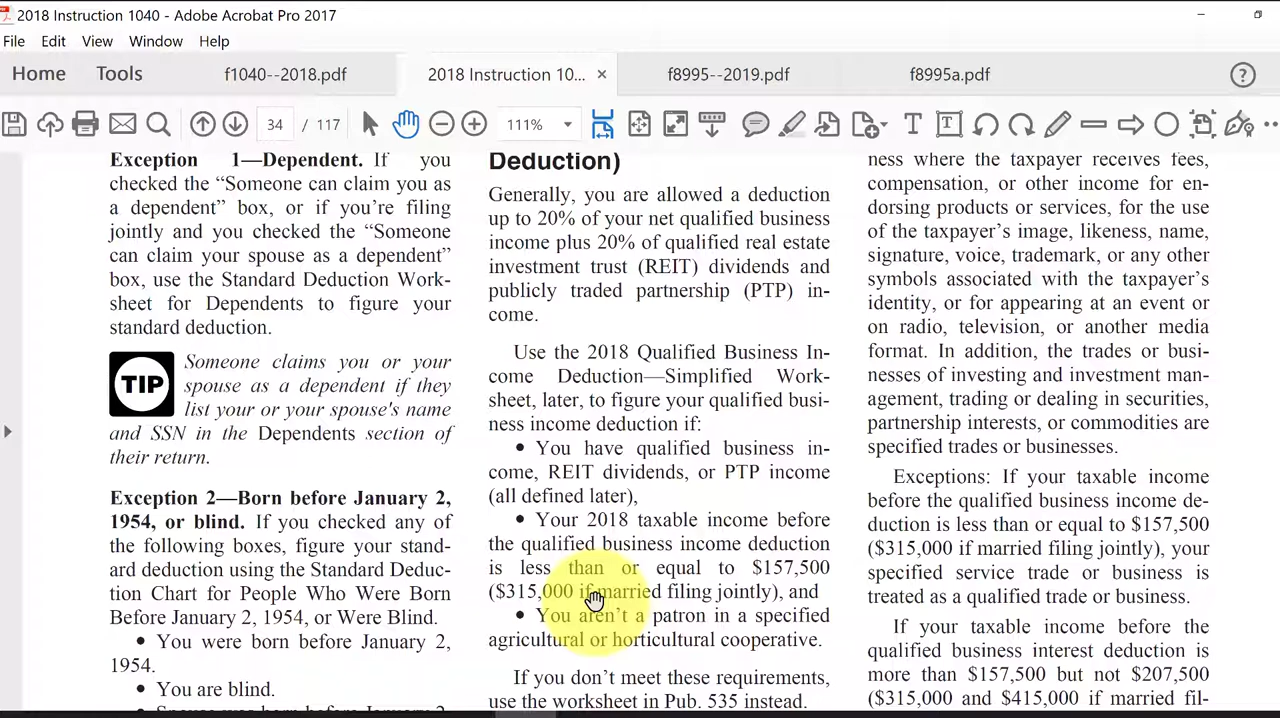 2018 Instruction 1040 - Adobe Acrobat Pro 2017
File Edit View Window Help
Home Tools f1040--2018.pdf 2018 Instruction 10... × f8995--2019.pdf f8995a.pdf ?
34 / 117 111%
Exception 1—Dependent. If you
checked the “Someone can claim you as
a dependent” box, or if you’re filing
jointly and you checked the “Someone
can claim your spouse as a dependent”
box, use the Standard Deduction Work-
sheet for Dependents to figure your
standard deduction.
TIP
Someone claims you or your
spouse as a dependent if they
list your or your spouse's name
and SSN in the Dependents section of
their return.
Exception 2—Born before January 2,
1954, or blind. If you checked any of
the following boxes, figure your stand-
ard deduction using the Standard Deduc-
tion Chart for People Who Were Born
Before January 2, 1954, or Were Blind.
• You were born before January 2,
1954.
• You are blind.
• Spouse was born before January 2
Deduction)
Generally, you are allowed a deduction
up to 20% of your net qualified business
income plus 20% of qualified real estate
investment trust (REIT) dividends and
publicly traded partnership (PTP) in-
come.
Use the 2018 Qualified Business In-
come Deduction—Simplified Work-
sheet, later, to figure your qualified busi-
ness income deduction if:
• You have qualified business in-
come, REIT dividends, or PTP income
(all defined later),
• Your 2018 taxable income before
the qualified business income deduction
is less than or equal to $157,500
($315,000 if married filing jointly), and
• You aren’t a patron in a specified
agricultural or horticultural cooperative.
If you don’t meet these requirements,
use the worksheet in Pub. 535 instead.
ness where the taxpayer receives fees,
compensation, or other income for en-
dorsing products or services, for the use
of the taxpayer’s image, likeness, name,
signature, voice, trademark, or any other
symbols associated with the taxpayer’s
identity, or for appearing at an event or
on radio, television, or another media
format. In addition, the trades or busi-
nesses of investing and investment man-
agement, trading or dealing in securities,
partnership interests, or commodities are
specified trades or businesses.
Exceptions: If your taxable income
before the qualified business income de-
duction is less than or equal to $157,500
($315,000 if married filing jointly), your
specified service trade or business is
treated as a qualified trade or business.
If your taxable income before the
qualified business interest deduction is
more than $157,500 but not $207,500
($315,000 and $415,000 if married fil-